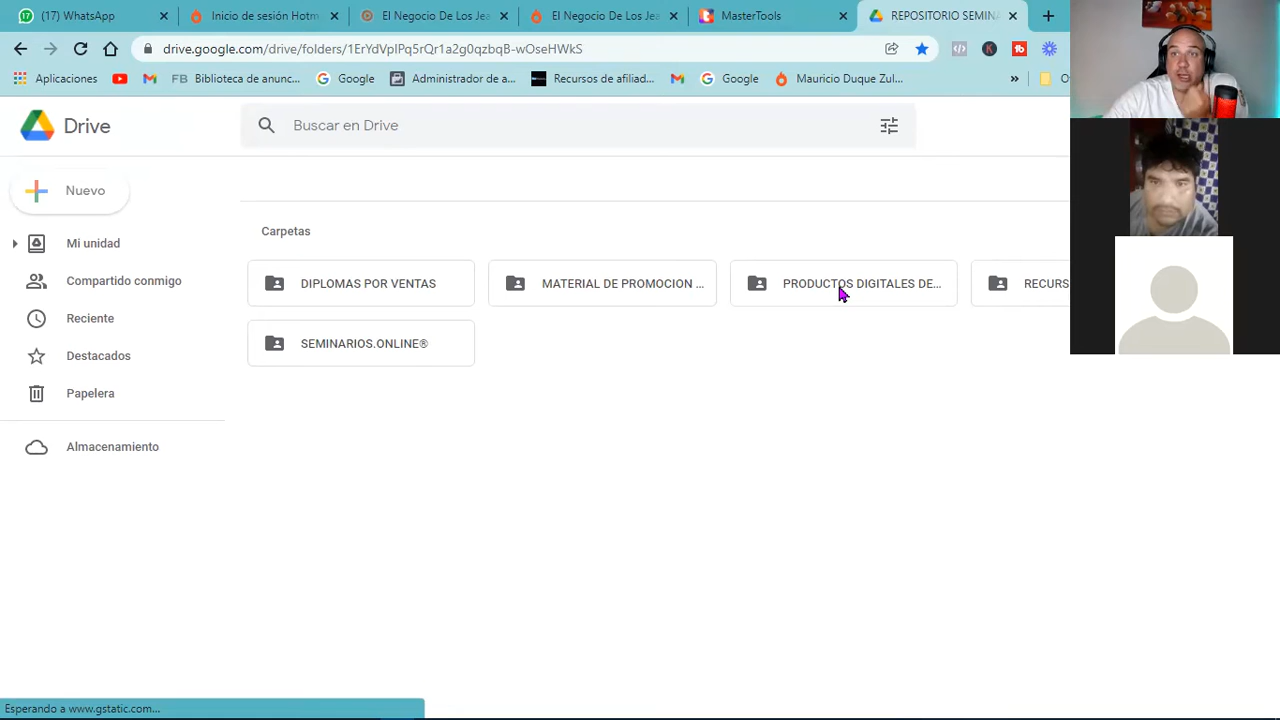 (17) WhatsApp
Inicio de sesión Hotm
El Negocio De Los Jea
El Negocio De Los Jea
MasterTools
REPOSITORIO SEMINA
drive.google.com/drive/folders/1ErYdVpIPq5rQr1a2g0qzbqB-wOseHWkS
Aplicaciones
FB Biblioteca de anunc...
Google
Administrador de a...
Recursos de afiliad...
Google
Mauricio Duque Zul...
»
Drive
Buscar en Drive
Nuevo
Carpetas
Mi unidad
DIPLOMAS POR VENTAS
MATERIAL DE PROMOCION ...
PRODUCTOS DIGITALES DE...
RECURS
Compartido conmigo
Reciente
SEMINARIOS.ONLINE®
Destacados
Papelera
Almacenamiento
Esperando a www.gstatic.com...